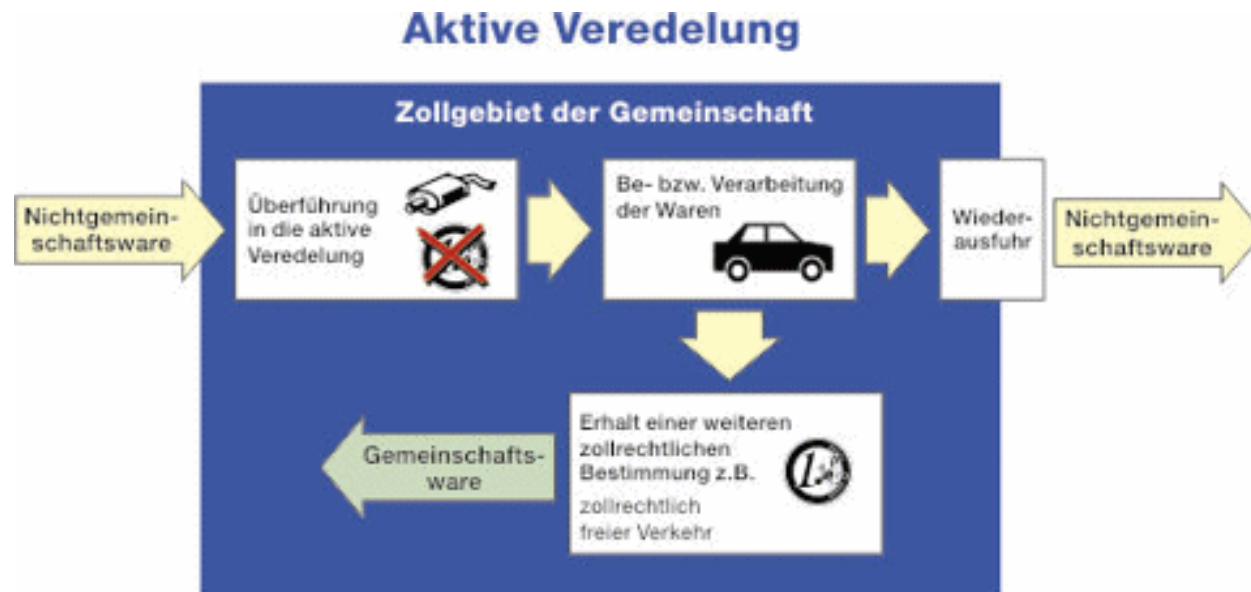 Aktive Veredelung
Zollgebiet der Gemeinschaft
Nichtgemein-
schaftsware
Überführung
in die aktive
Veredelung
Be- bzw. Verarbeitung
der Waren
Wieder-
ausfuhr
Nichtgemein-
schaftsware
Gemeinschafts-
ware
Erhalt einer weiteren
zollrechtlichen
Bestimmung z.B.
zollrechtlich
freier Verkehr
1